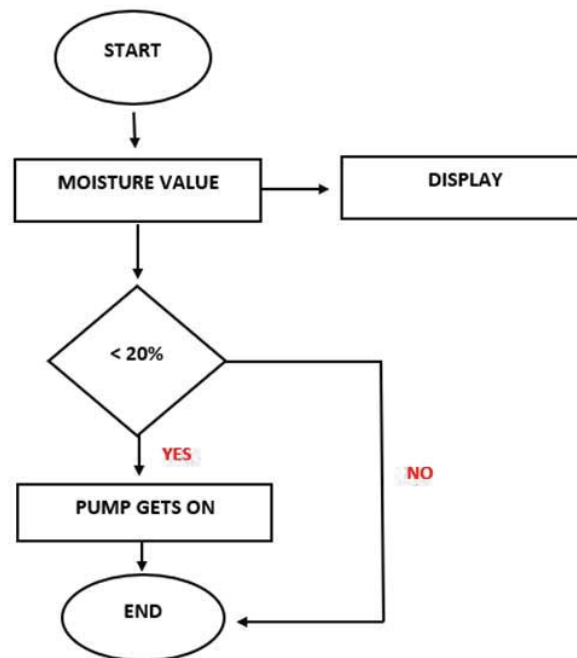 START
MOISTURE VALUE
DISPLAY
< 20%
YES
NO
PUMP GETS ON
END